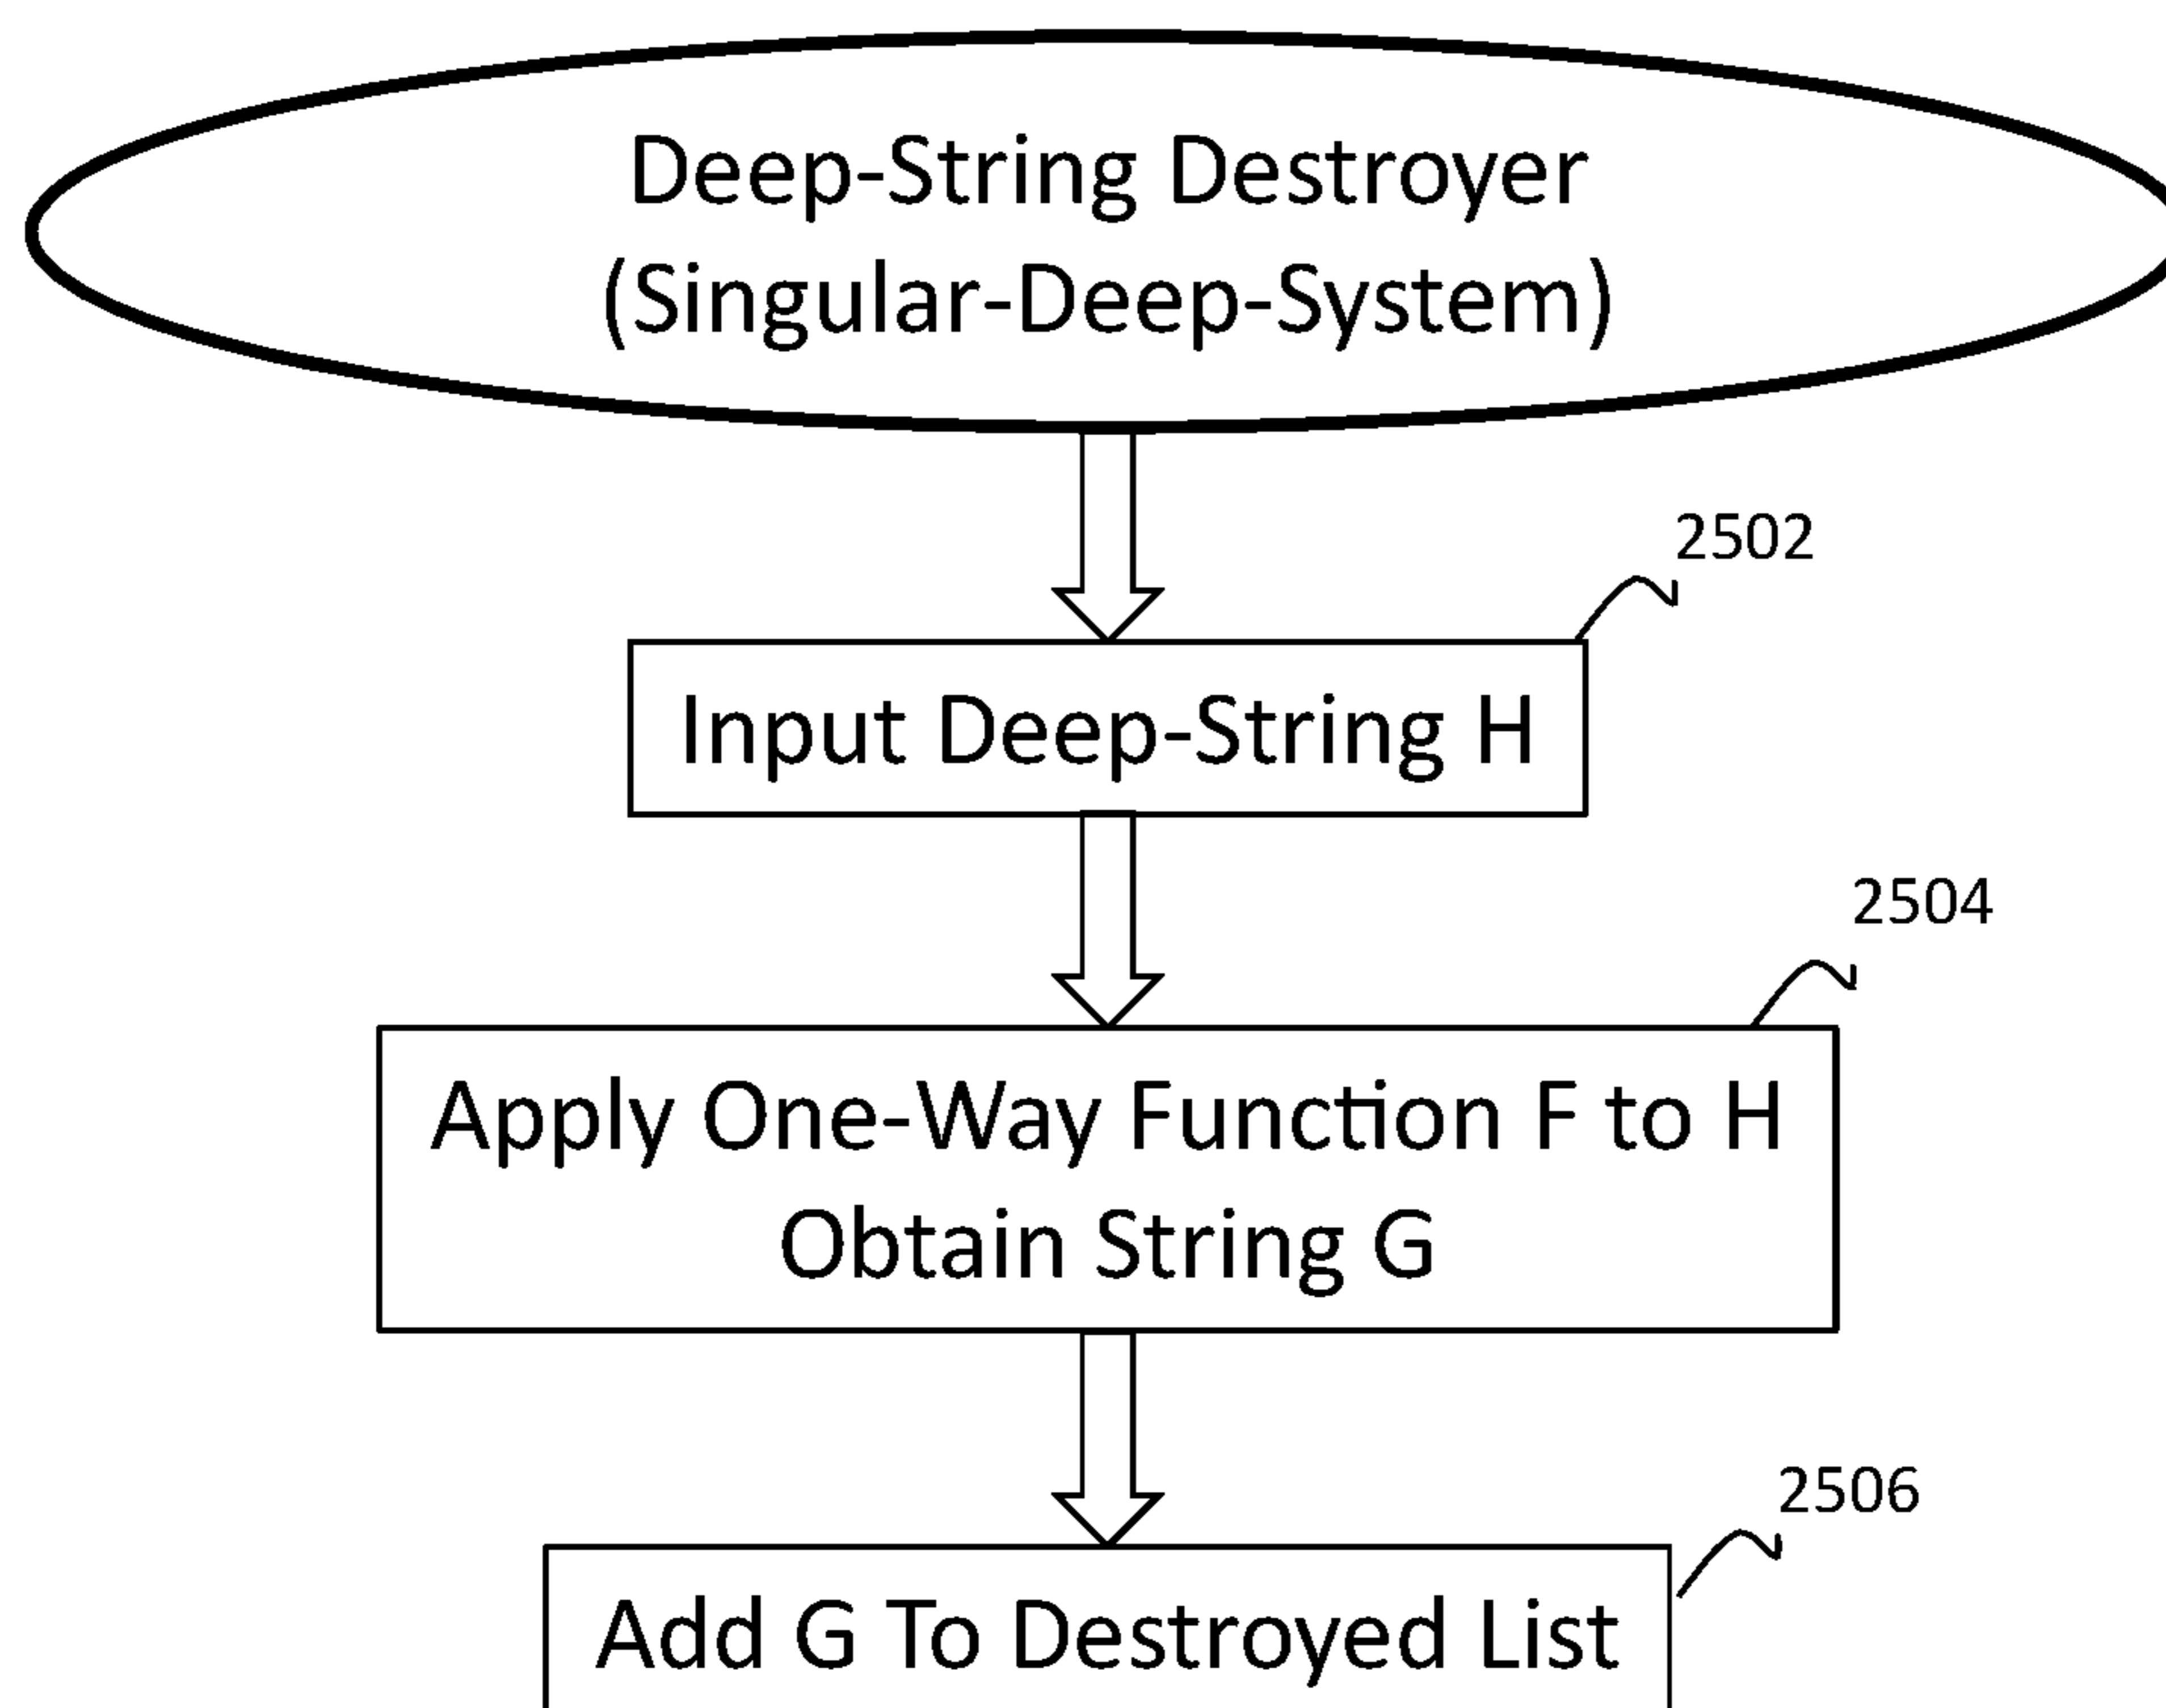 Deep-String Destroyer
(Singular-Deep-System)
2502
Input Deep-String H
2504
Apply One-Way Function F to H
Obtain String G
2506
Add G To Destroyed List